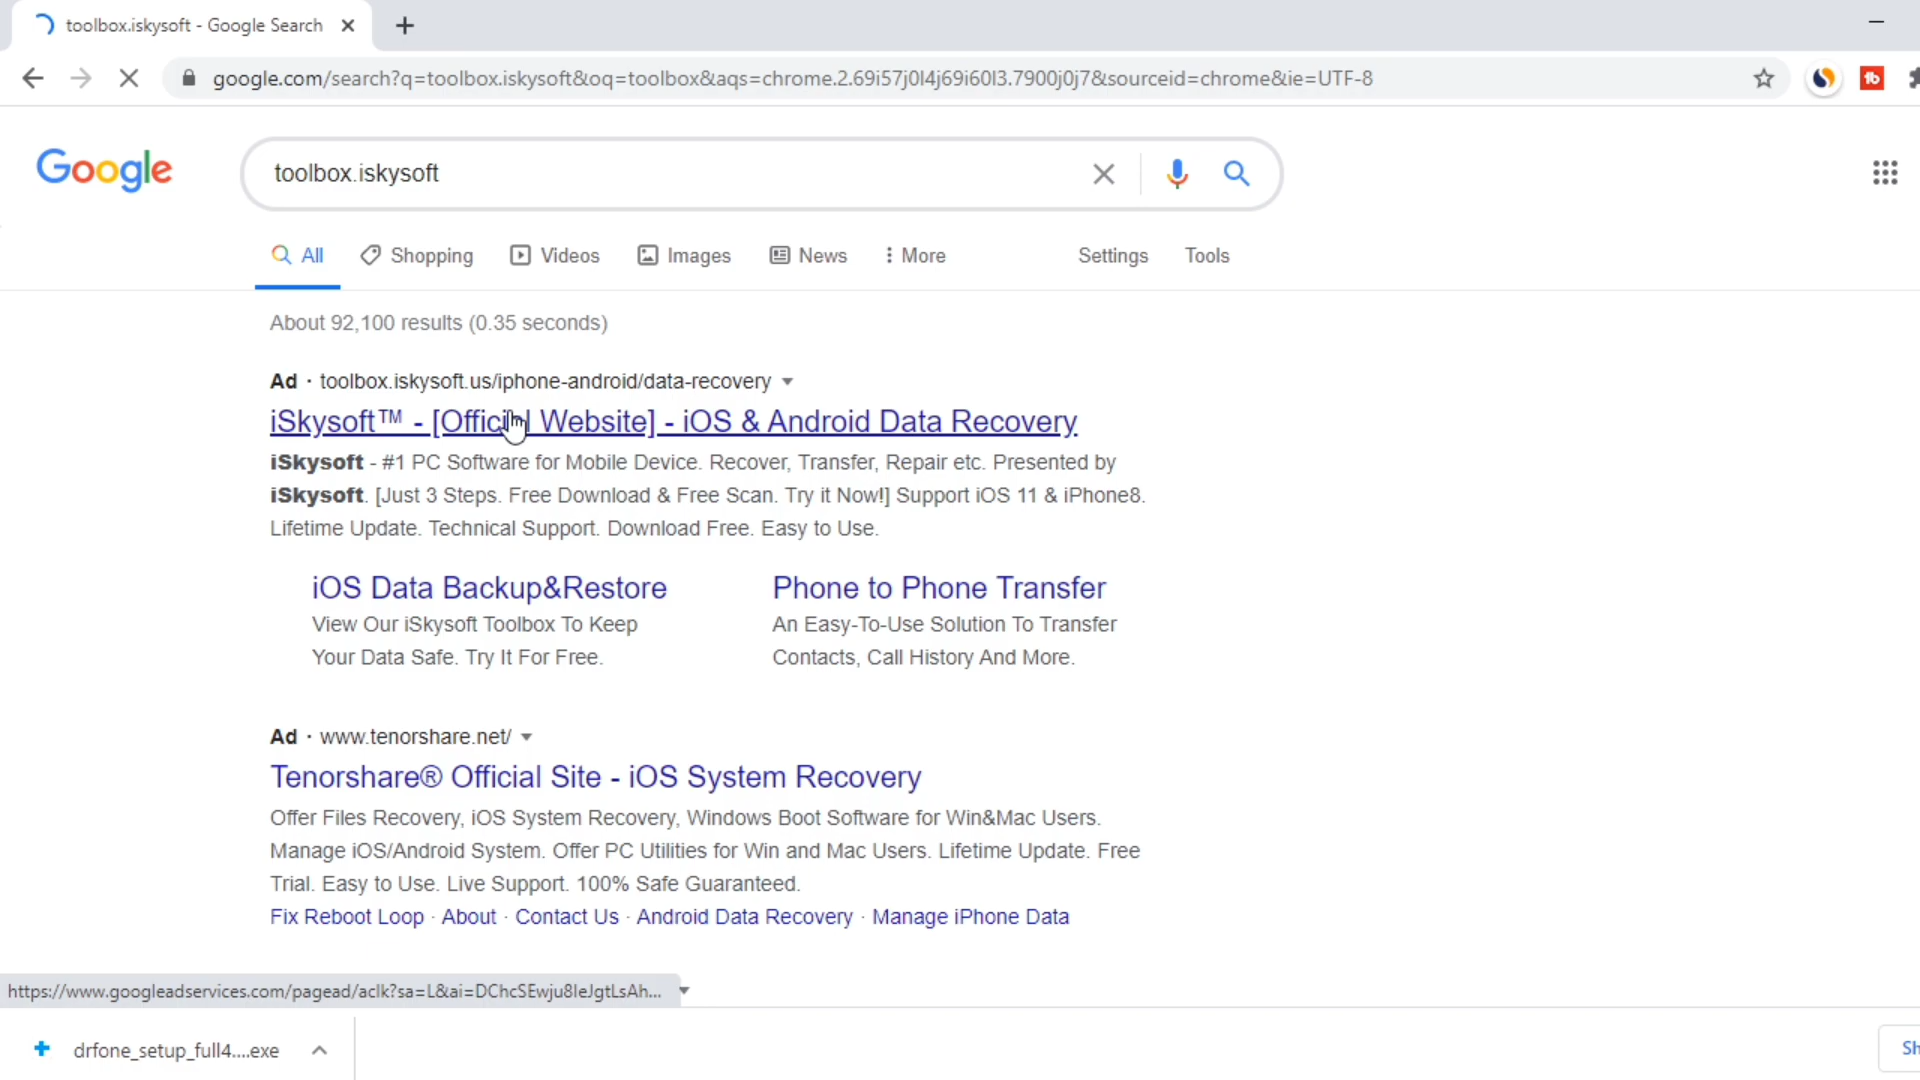 toolbox.iskysoft - Google Search
google.com/search?q=toolbox.iskysoft&oq=toolbox&aqs=chrome.2.69i57j0l4j69i60l3.7900j0j7&sourceid=chrome&ie=UTF-8
Google
toolbox.iskysoft
All Shopping Videos Images News More Settings Tools
About 92,100 results (0.35 seconds)
Ad · toolbox.iskysoft.us/iphone-android/data-recovery
iSkysoft™ - [Official Website] - iOS & Android Data Recovery
iSkysoft - #1 PC Software for Mobile Device. Recover, Transfer, Repair etc. Presented by
iSkysoft. [Just 3 Steps. Free Download & Free Scan. Try it Now!] Support iOS 11 & iPhone8.
Lifetime Update. Technical Support. Download Free. Easy to Use.
iOS Data Backup&Restore
View Our iSkysoft Toolbox To Keep
Your Data Safe. Try It For Free.
Phone to Phone Transfer
An Easy-To-Use Solution To Transfer
Contacts, Call History And More.
Ad · www.tenorshare.net/
Tenorshare® Official Site - iOS System Recovery
Offer Files Recovery, iOS System Recovery, Windows Boot Software for Win&Mac Users.
Manage iOS/Android System. Offer PC Utilities for Win and Mac Users. Lifetime Update. Free
Trial. Easy to Use. Live Support. 100% Safe Guaranteed.
Fix Reboot Loop · About · Contact Us · Android Data Recovery · Manage iPhone Data
https://www.googleadservices.com/pagead/aclk?sa=L&ai=DChcSEwju8IeJgtLsAh...
drfone_setup_full4....exe
Sh